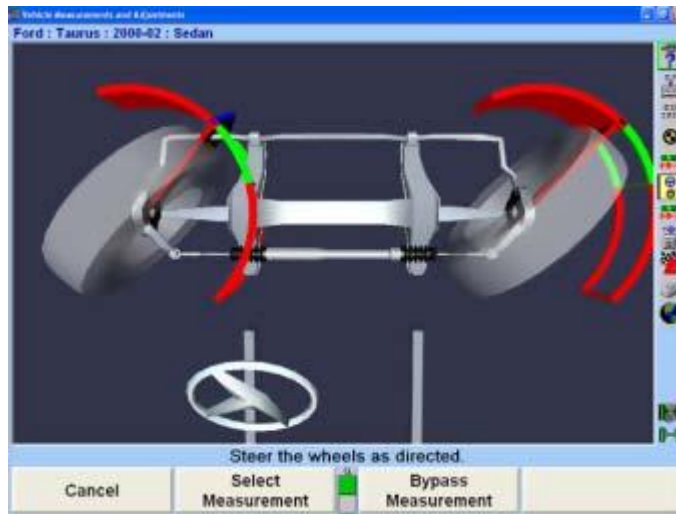 Vehicle Measurements and Adjustments
Ford : Taurus : 2000-02 : Sedan
Steer the wheels as directed.
Cancel
Select
Measurement
Bypass
Measurement